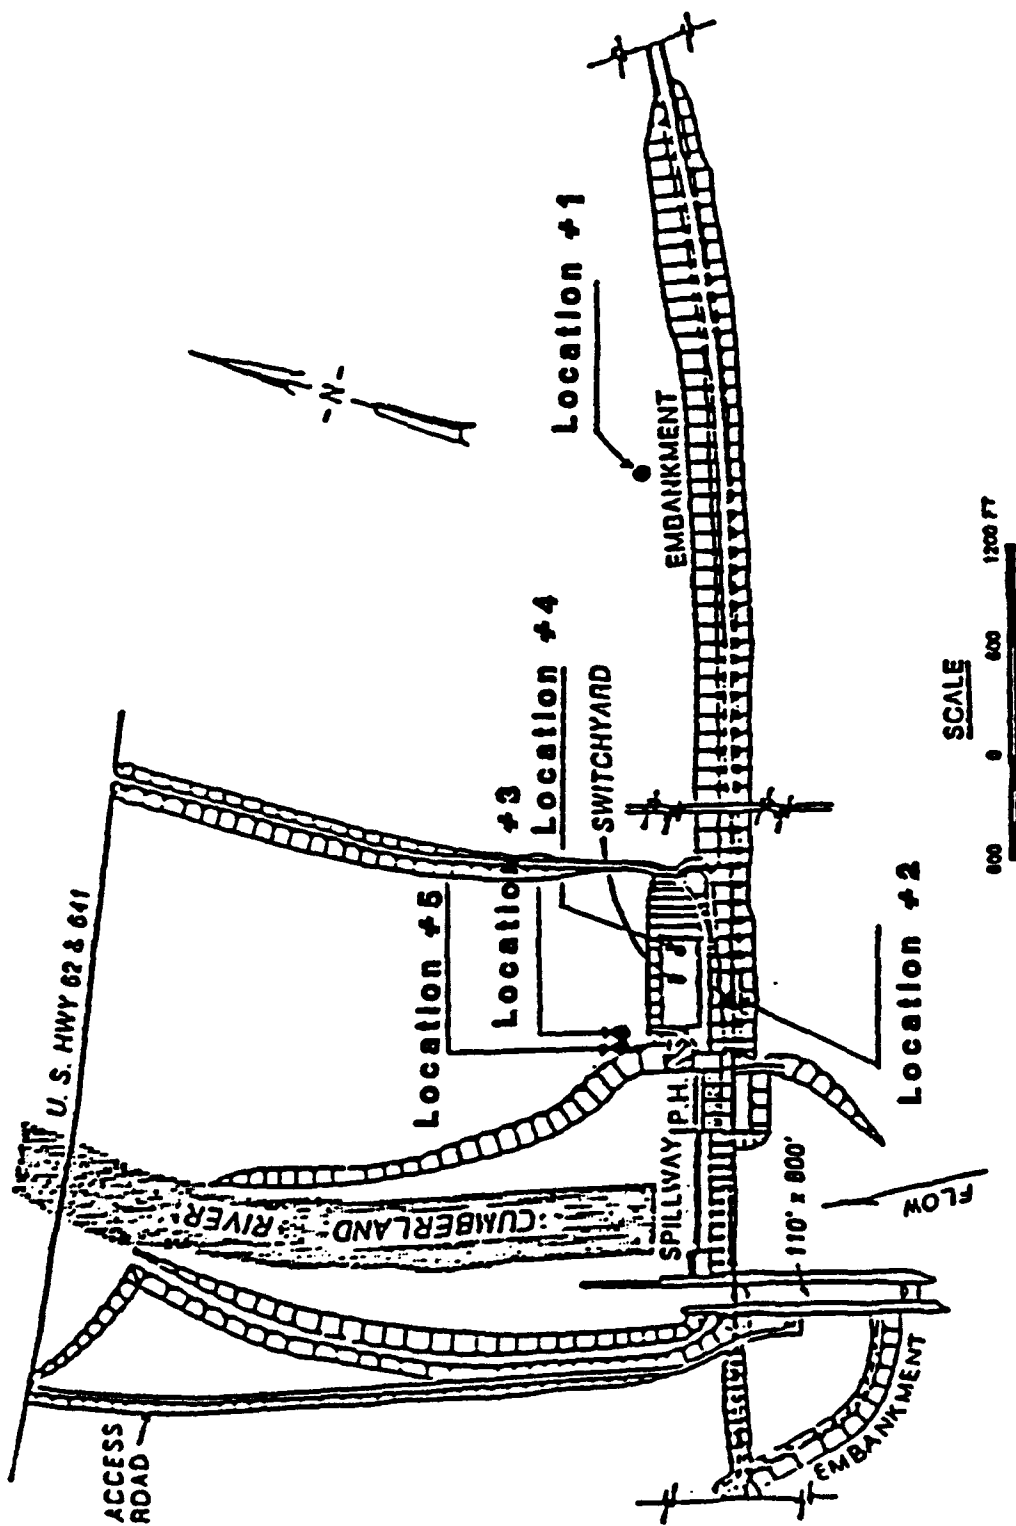 U. S. HWY 62 & 641
ACCESS
ROAD
CUMBERLAND
RIVER
-N-
Location #1
EMBANKMENT
Location #4
SWITCHYARD
Location #3
Location #5
Location #2
SPILLWAY
P.H.
110' x 800'
FLOW
EMBANKMENT
SCALE
600 0 600 1200 FT